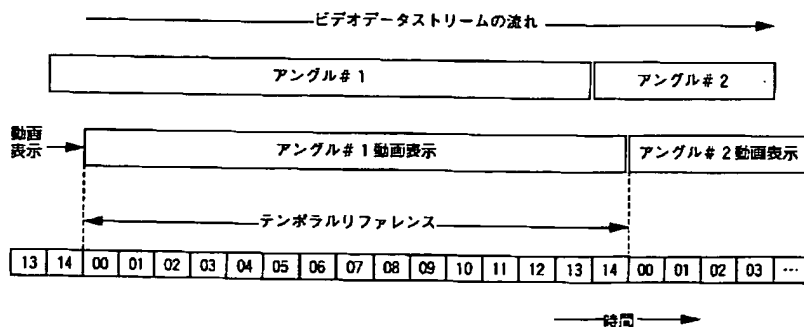 ビデオデータストリームの流れ
アングル#1
アングル#2
動画
表示
アングル#1動画表示
アングル#2動画表示
テンポラルリファレンス
13 14 00 01 02 03 04 05 06 07 08 09 10 11 12 13 14 00 01 02 03 …
時間